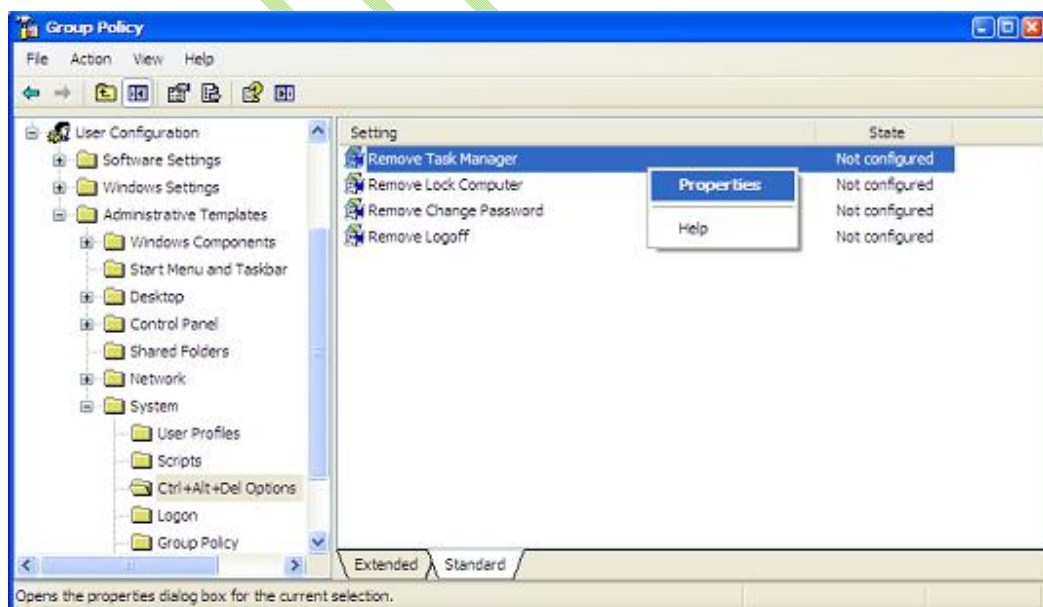 Group Policy
File Action View Help
User Configuration
Software Settings
Windows Settings
Administrative Templates
Windows Components
Start Menu and Taskbar
Desktop
Control Panel
Shared Folders
Network
System
User Profiles
Scripts
Ctrl+Alt+Del Options
Logon
Group Policy
Setting State
Remove Task Manager Not configured
Remove Lock Computer Not configured
Remove Change Password Not configured
Remove Logoff Not configured
Properties
Help
Extended Standard
Opens the properties dialog box for the current selection.